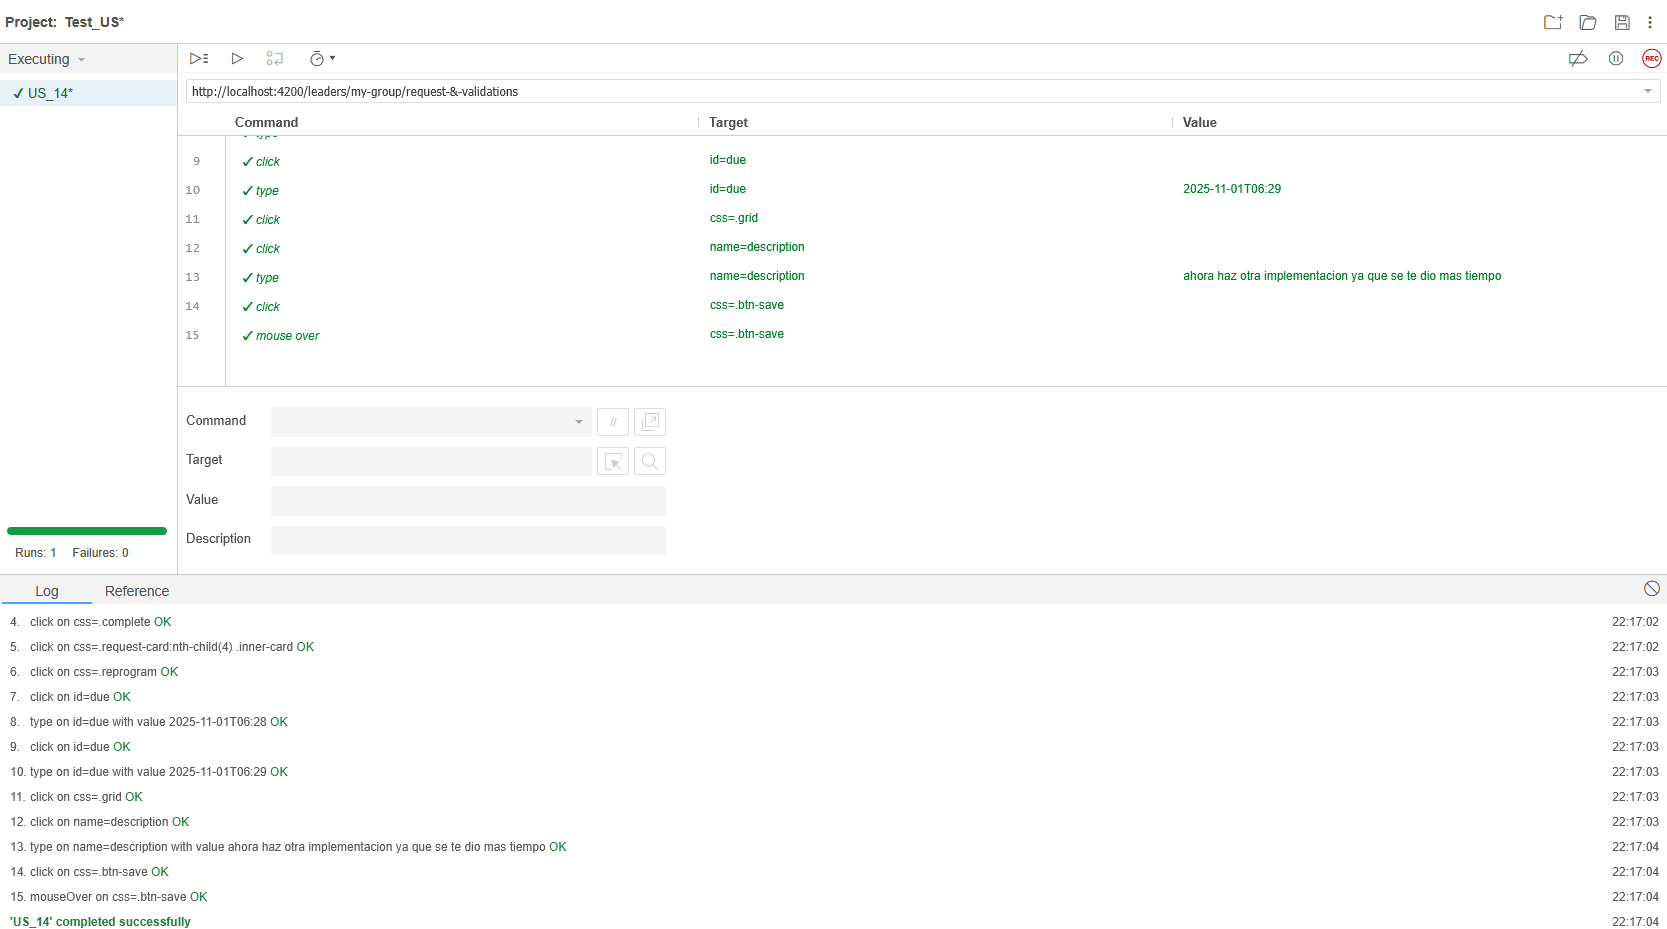 Project: Test_US*
Executing
✓ US_14*
http://localhost:4200/leaders/my-group/request-&-validations
REC
Command Target Value
type
9 ✓ click id=due
10 ✓ type id=due 2025-11-01T06:29
11 ✓ click css=.grid
12 ✓ click name=description
13 ✓ type name=description ahora haz otra implementacion ya que se te dio mas tiempo
14 ✓ click css=.btn-save
15 ✓ mouse over css=.btn-save
Command //
Target
Value
Description
Runs: 1 Failures: 0
Log Reference
4. click on css=.complete OK 22:17:02
5. click on css=.request-card:nth-child(4) .inner-card OK 22:17:02
6. click on css=.reprogram OK 22:17:03
7. click on id=due OK 22:17:03
8. type on id=due with value 2025-11-01T06:28 OK 22:17:03
9. click on id=due OK 22:17:03
10. type on id=due with value 2025-11-01T06:29 OK 22:17:03
11. click on css=.grid OK 22:17:03
12. click on name=description OK 22:17:03
13. type on name=description with value ahora haz otra implementacion ya que se te dio mas tiempo OK 22:17:04
14. click on css=.btn-save OK 22:17:04
15. mouseOver on css=.btn-save OK 22:17:04
'US_14' completed successfully 22:17:04